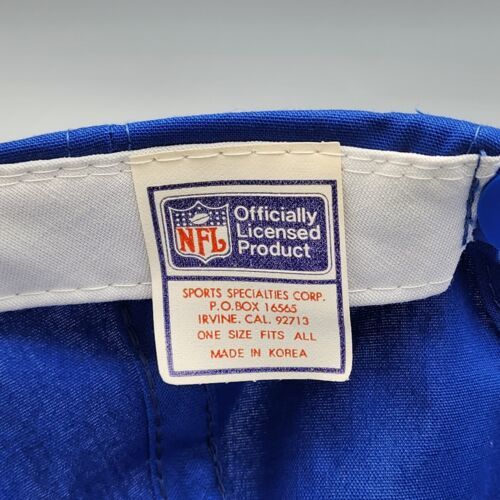 NFL
Officially
Licensed
Product
SPORTS SPECIALTIES CORP.
P.O.BOX 16565
IRVINE. CAL. 92713
ONE SIZE FITS ALL
MADE IN KOREA